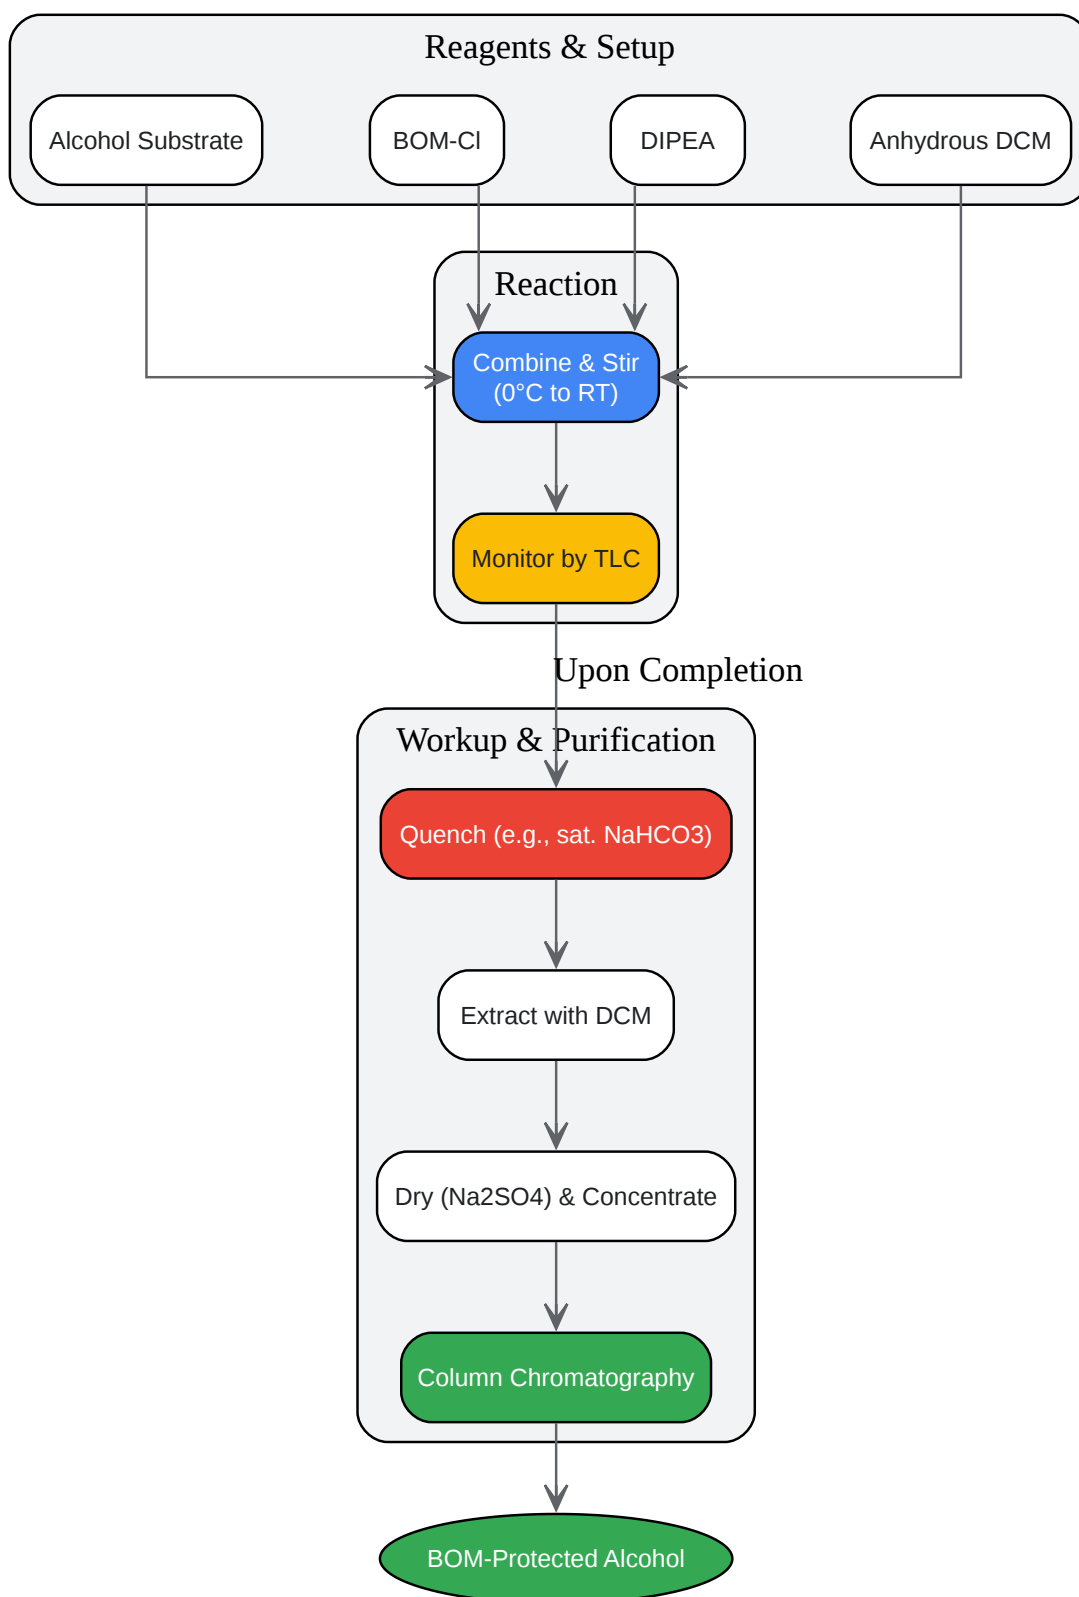 Reagents & Setup
Alcohol Substrate
BOM-Cl
DIPEA
Anhydrous DCM
Reaction
Combine & Stir
(0°C to RT)
Monitor by TLC
Upon Completion
Workup & Purification
Quench (e.g., sat. NaHCO3)
Extract with DCM
Dry (Na2SO4) & Concentrate
Column Chromatography
BOM-Protected Alcohol